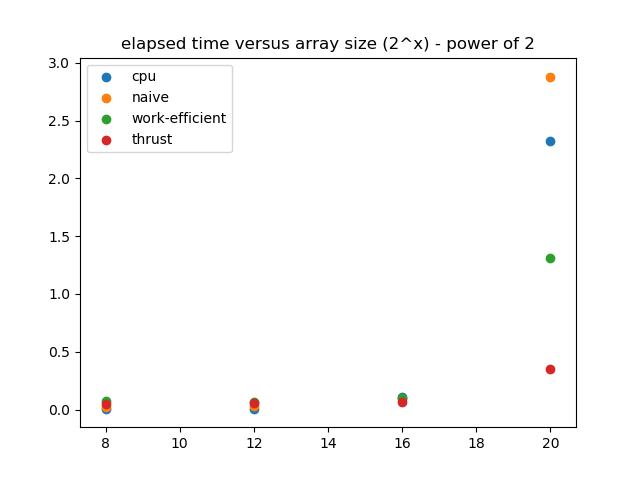 elapsed time versus array size (2^x) - power of 2
3.0
2.5
2.0
1.5
1.0
0.5
0.0
cpu
naive
work-efficient
thrust
8 10 12 14 16 18 20